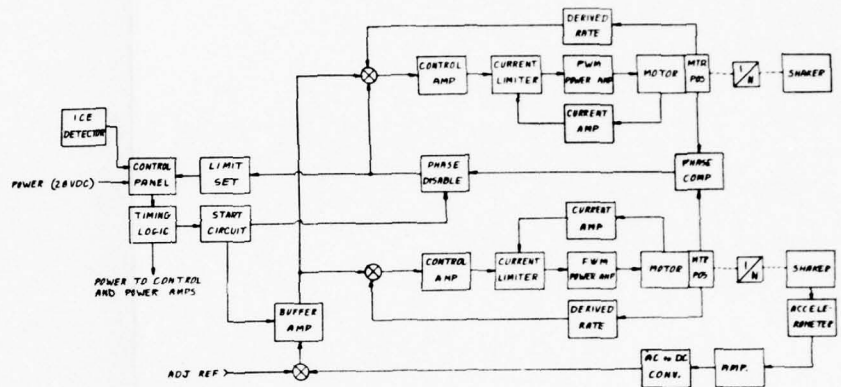 DERIVED
RATE
CONTROL
AMP
CURRENT
LIMITER
PWM
POWER AMP
MOTOR
MTR
POS
1/N
SHAKER
CURRENT
AMP
ICE
DETECTOR
POWER (28VDC)
CONTROL
PANEL
LIMIT
SET
PHASE
DISABLE
PHASE
COMP
TIMING
LOGIC
START
CIRCUIT
POWER TO CONTROL
AND POWER AMPS
CURRENT
AMP
CONTROL
AMP
CURRENT
LIMITER
PWM
POWER AMP
MOTOR
MTR
POS
1/N
SHAKER
BUFFER
AMP
DERIVED
RATE
ACCELE-
ROMETER
ADJ REF
AC TO DC
CONV.
AMP.